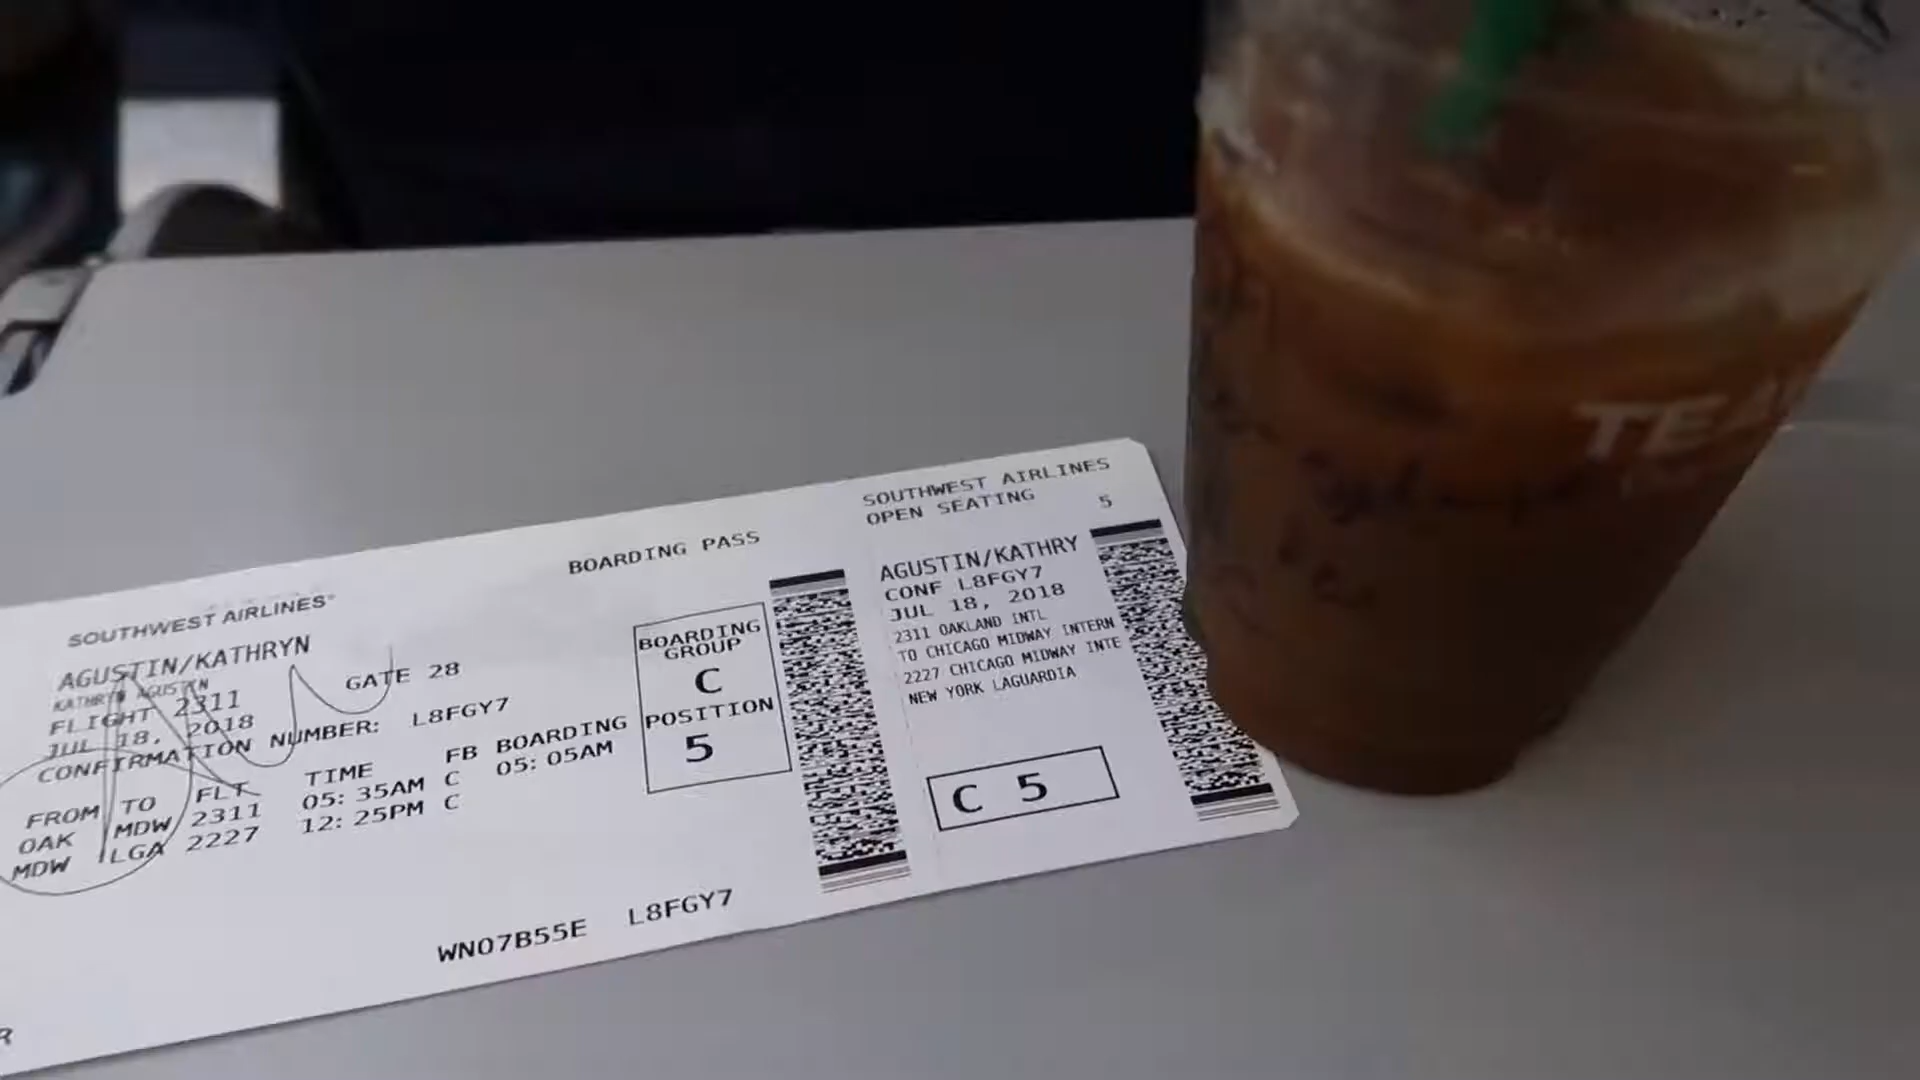 SOUTHWEST AIRLINES
BOARDING PASS
AGUSTIN/KATHRYN
KATHRYN AGUSTIN
FLIGHT 2311
GATE 28
JUL 18, 2018
CONFIRMATION NUMBER: L8FGY7
FROM TO FLT TIME FB BOARDING
OAK MDW 2311 05:35AM C 05:05AM
MDW LGA 2227 12:25PM C
BOARDING
GROUP
C
POSITION
5
WN07B55E L8FGY7
R
SOUTHWEST AIRLINES
OPEN SEATING 5
AGUSTIN/KATHRY
CONF L8FGY7
JUL 18, 2018
2311 OAKLAND INTL
TO CHICAGO MIDWAY INTERN
2227 CHICAGO MIDWAY INTE
NEW YORK LAGUARDIA
C 5